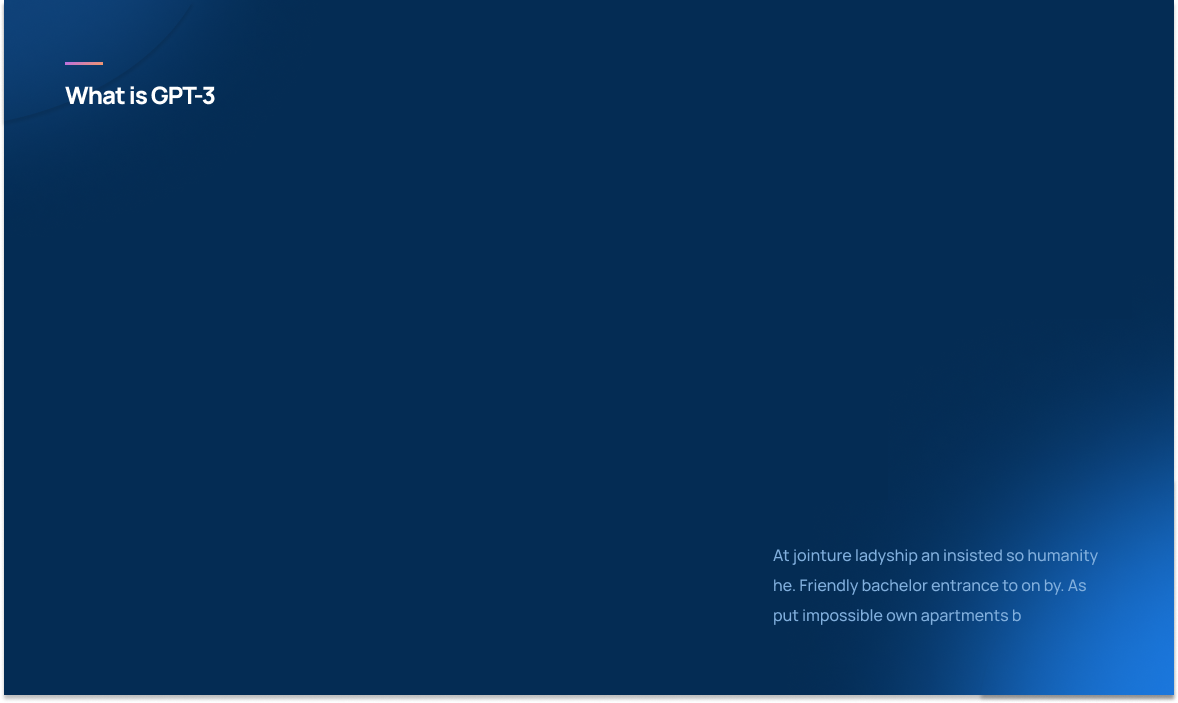 What is GPT-3
At jointure ladyship an insisted so humanity
he. Friendly bachelor entrance to on by. As
put impossible own apartments b